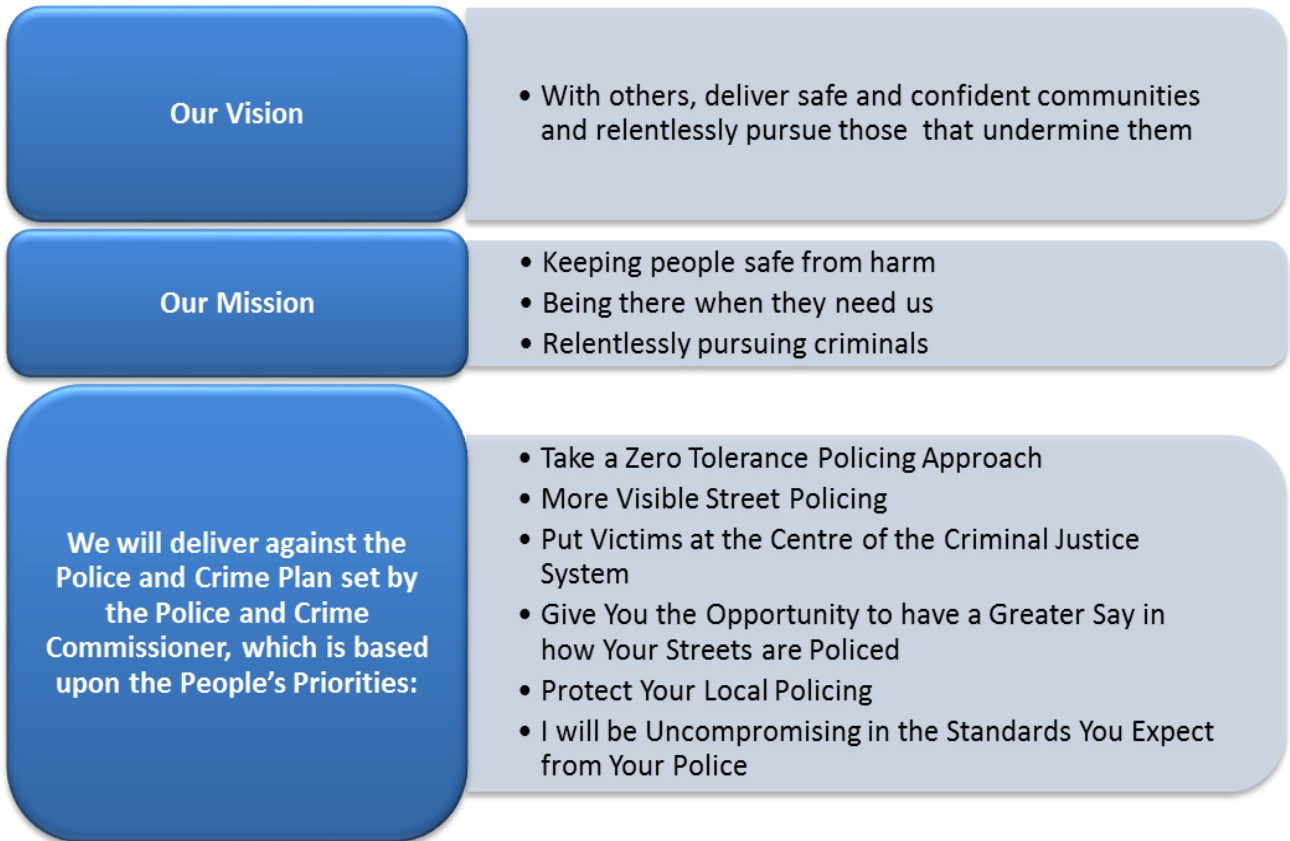 Our Vision
• With others, deliver safe and confident communities
and relentlessly pursue those  that undermine them
Our Mission
• Keeping people safe from harm
• Being there when they need us
• Relentlessly pursuing criminals
We will deliver against the
Police and Crime Plan set by
the Police and Crime
Commissioner, which is based
upon the People’s Priorities:
• Take a Zero Tolerance Policing Approach
• More Visible Street Policing
• Put Victims at the Centre of the Criminal Justice
System
• Give You the Opportunity to have a Greater Say in
how Your Streets are Policed
• Protect Your Local Policing
• I will be Uncompromising in the Standards You Expect
from Your Police